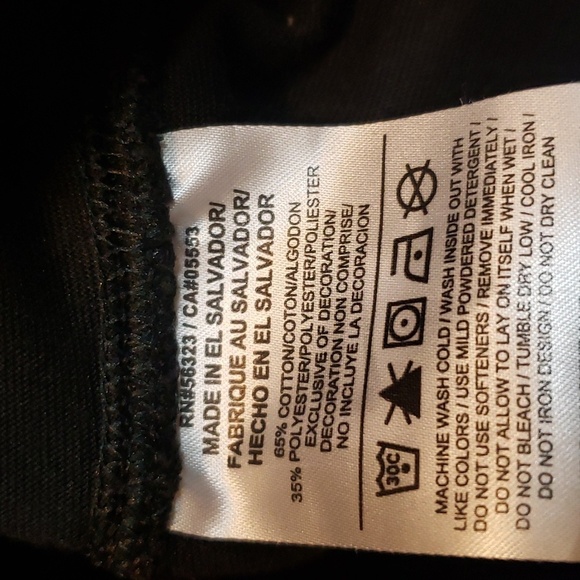 RN#56323 / CA#05553
MADE IN EL SALVADOR/
FABRIQUE AU SALVADOR/
HECHO EN EL SALVADOR
65% COTTON/COTON/ALGODON
35% POLYESTER/POLYESTER/POLIESTER
EXCLUSIVE OF DECORATION/
DECORATION NON COMPRISE/
NO INCLUYE LA DECORACION
30C
MACHINE WASH COLD / WASH INSIDE OUT WITH
LIKE COLORS / USE MILD POWDERED DETERGENT /
DO NOT USE SOFTENERS / REMOVE IMMEDIATELY /
DO NOT ALLOW TO LAY ON ITSELF WHEN WET /
DO NOT BLEACH / TUMBLE DRY LOW / COOL IRON /
DO NOT IRON DESIGN / DO NOT DRY CLEAN